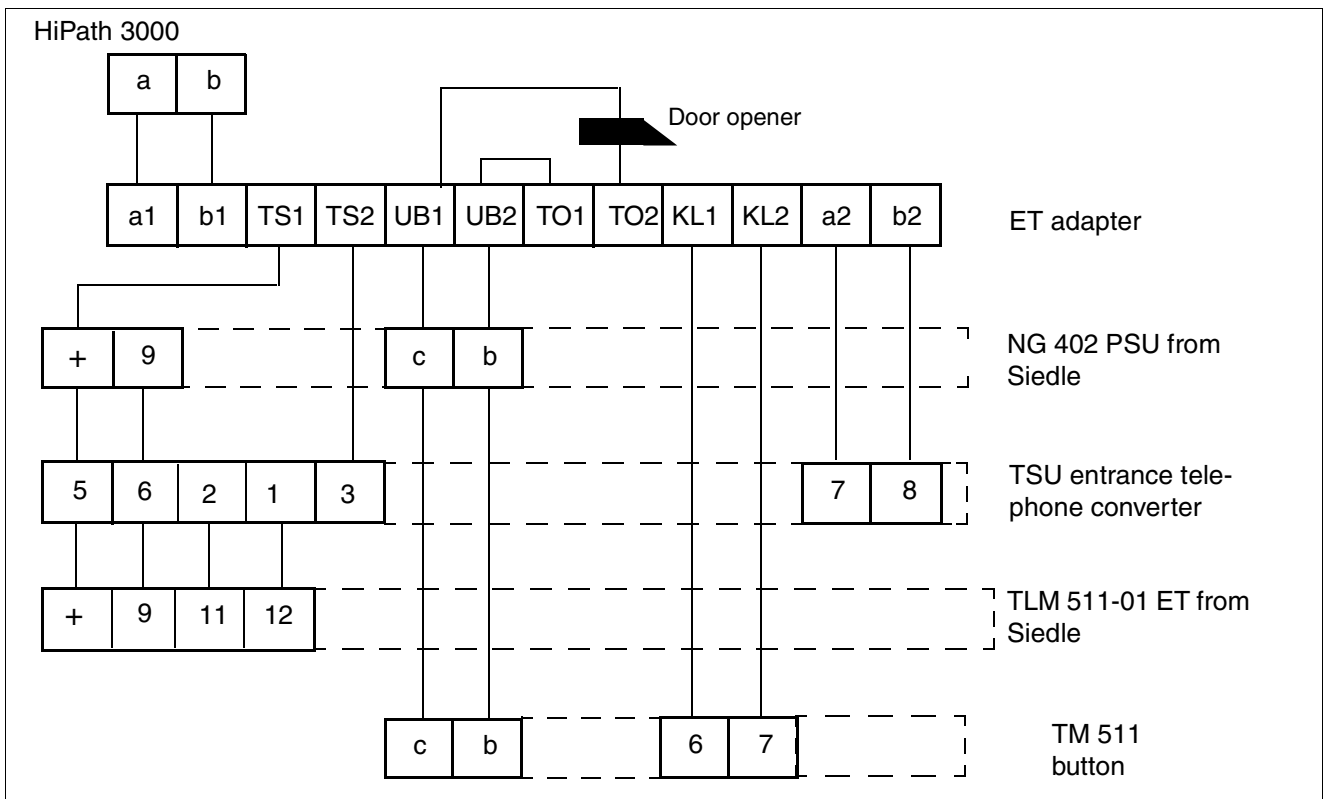 HiPath 3000
a b
Door opener
a1 b1 TS1 TS2 UB1 UB2 TO1 TO2 KL1 KL2 a2 b2
ET adapter
+ 9 c b
NG 402 PSU from
Siedle
5 6 2 1 3 7 8
TSU entrance tele-
phone converter
+ 9 11 12
TLM 511-01 ET from
Siedle
c b 6 7
TM 511
button